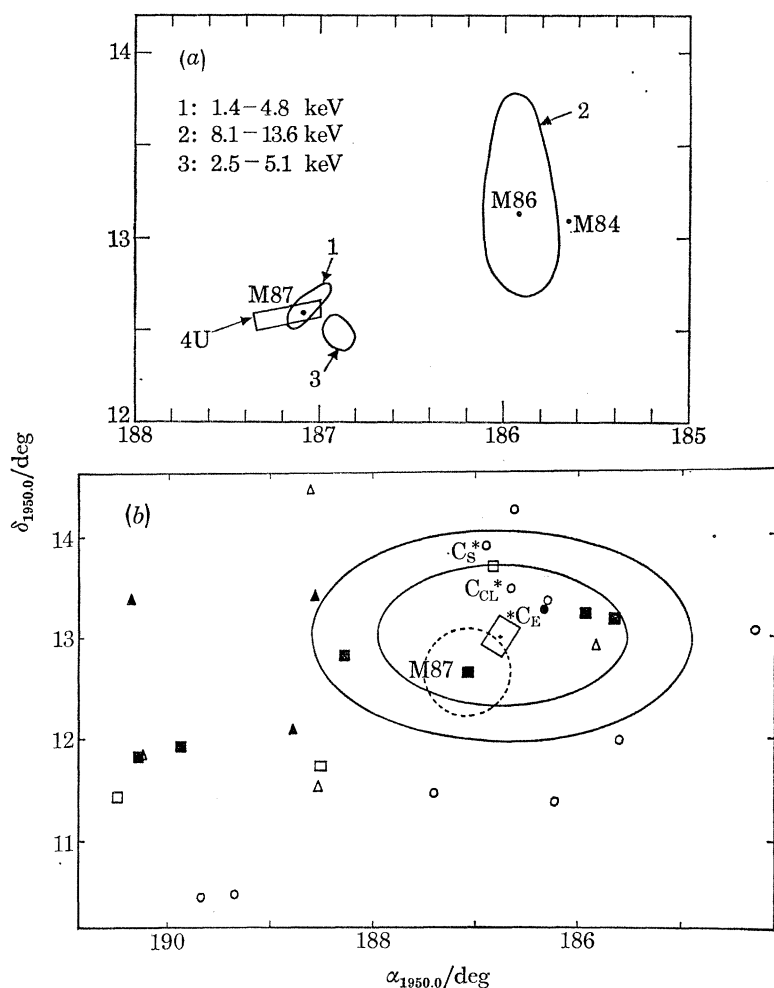 (a)
14
1: 1.4–4.8 keV
2: 8.1–13.6 keV
3: 2.5–5.1 keV
2
M86
M84
13
1
M87
4U
3
12
188
187
186
185
δ1950.0/deg
(b)
14
CS*
CCL*
*CE
13
M87
12
11
190
188
186
α1950.0/deg